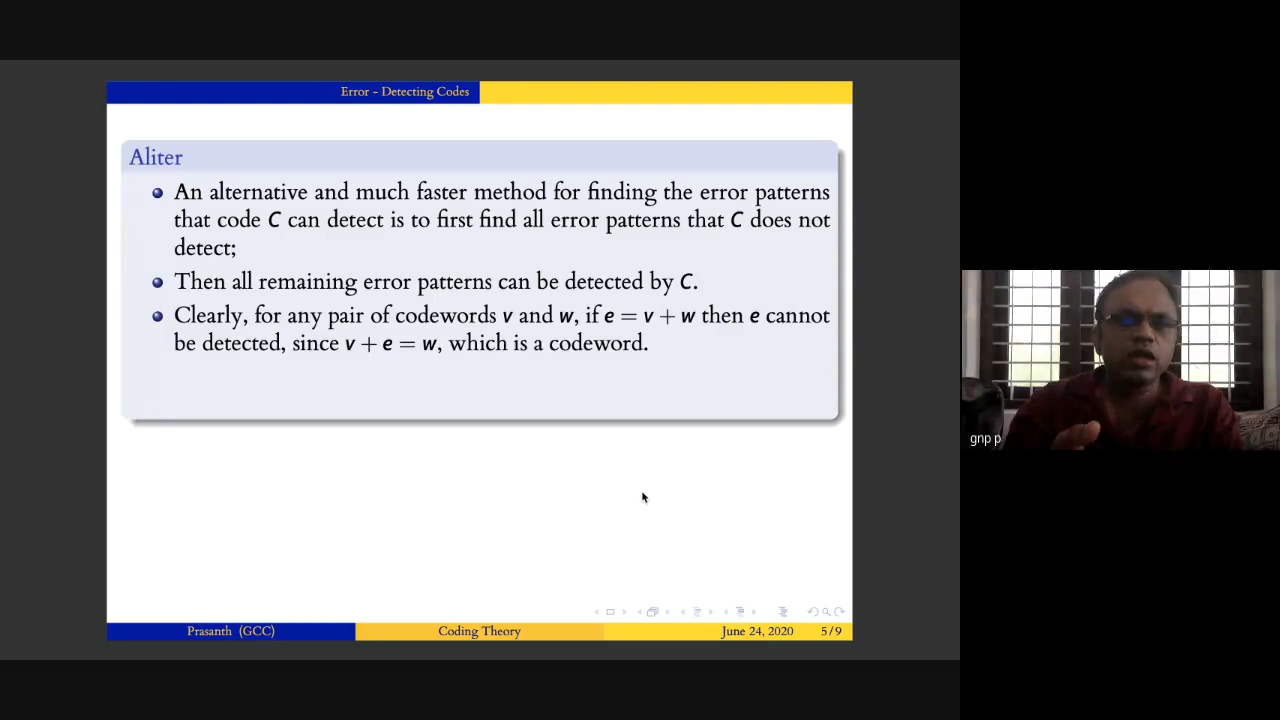 Error - Detecting Codes
Aliter
An alternative and much faster method for finding the error patterns
that code C can detect is to first find all error patterns that C does not
detect;
Then all remaining error patterns can be detected by C.
Clearly, for any pair of codewords v and w, if e = v + w then e cannot
be detected, since v + e = w, which is a codeword.
gnp p
Prasanth (GCC) Coding Theory June 24, 2020 5/9